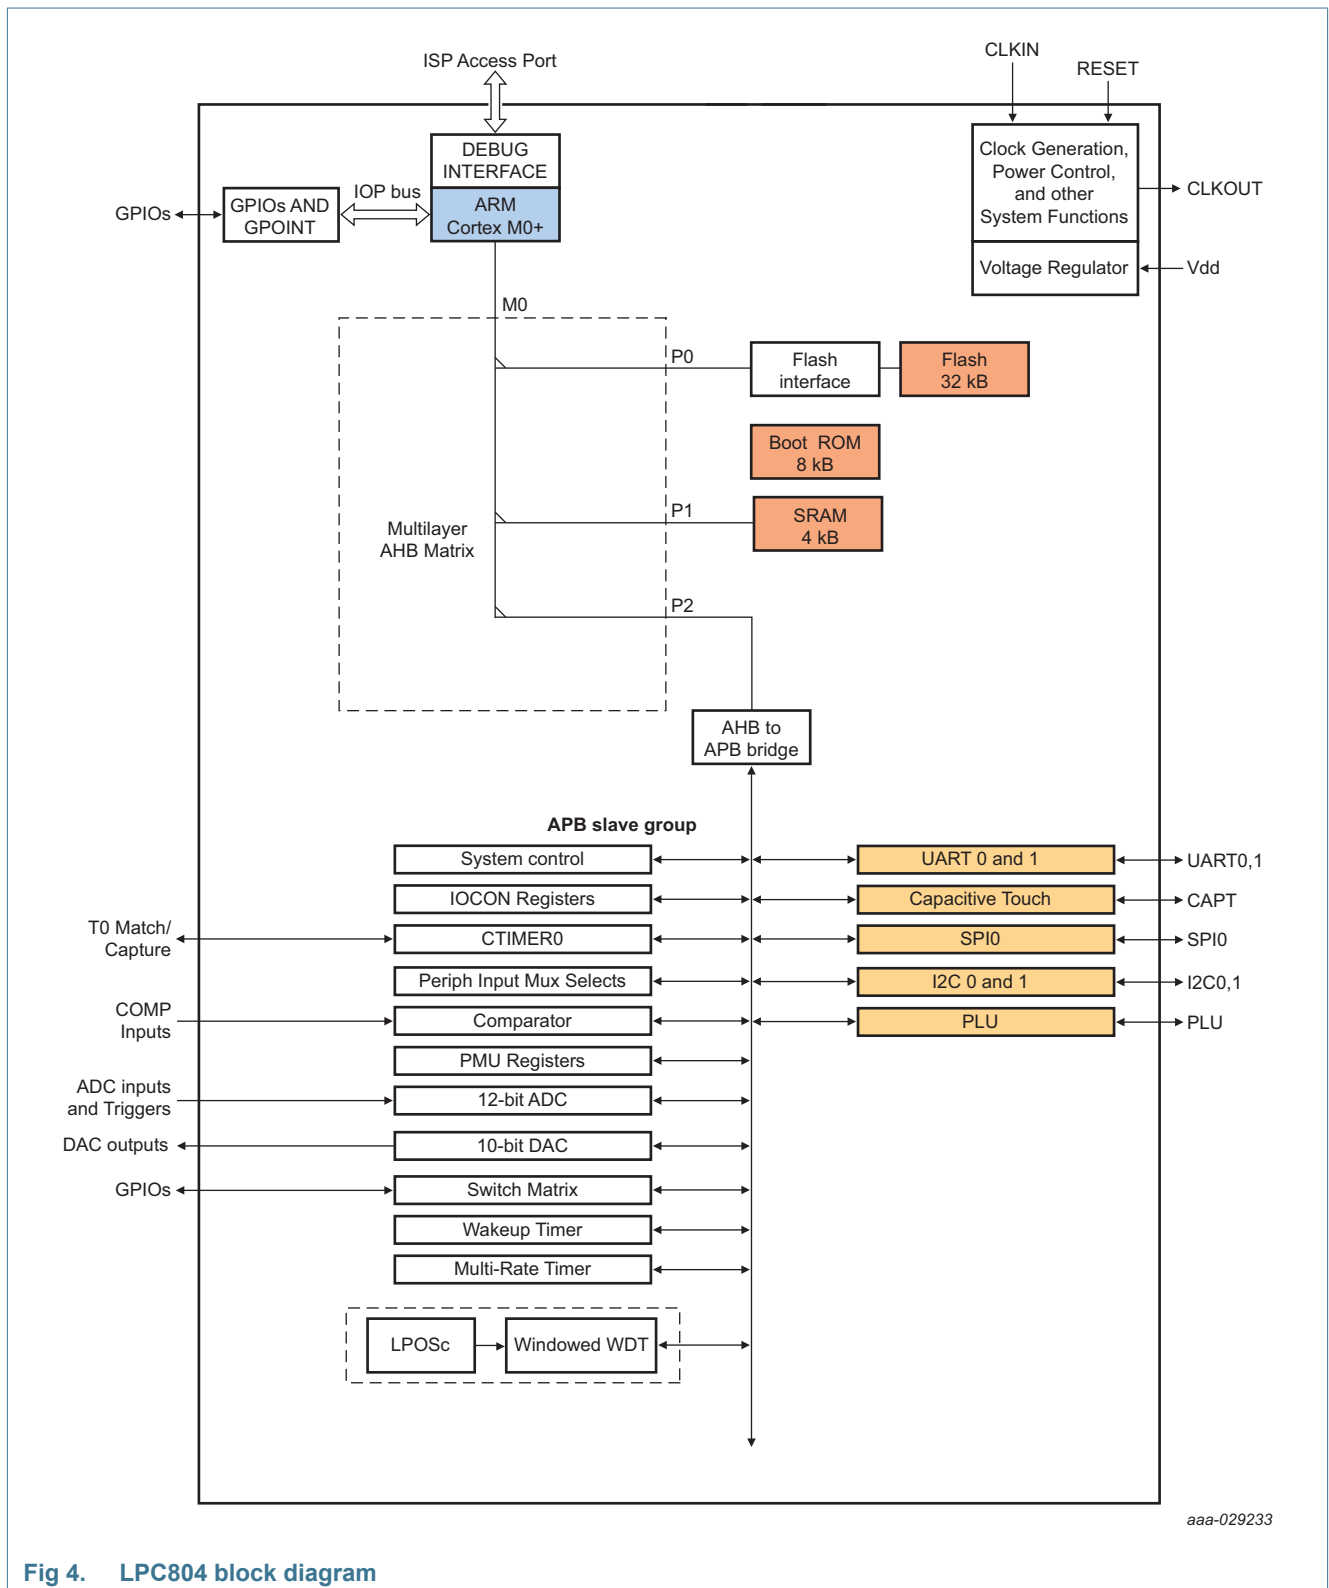 ISP Access Port
CLKIN
RESET
DEBUG
INTERFACE
Clock Generation,
Power Control,
and other
System Functions
CLKOUT
GPIOs
GPIOs AND
GPOINT
IOP bus
ARM
Cortex M0+
Voltage Regulator
Vdd
M0
P0
Flash
interface
Flash
32 kB
Boot ROM
8 kB
P1
SRAM
4 kB
Multilayer
AHB Matrix
P2
AHB to
APB bridge
APB slave group
System control
UART 0 and 1
UART0,1
IOCON Registers
Capacitive Touch
CAPT
T0 Match/
Capture
CTIMER0
SPI0
SPI0
Periph Input Mux Selects
I2C 0 and 1
I2C0,1
COMP
Inputs
Comparator
PLU
PLU
PMU Registers
ADC inputs
and Triggers
12-bit ADC
DAC outputs
10-bit DAC
GPIOs
Switch Matrix
Wakeup Timer
Multi-Rate Timer
LPOSc
Windowed WDT
aaa-029233
Fig 4. LPC804 block diagram